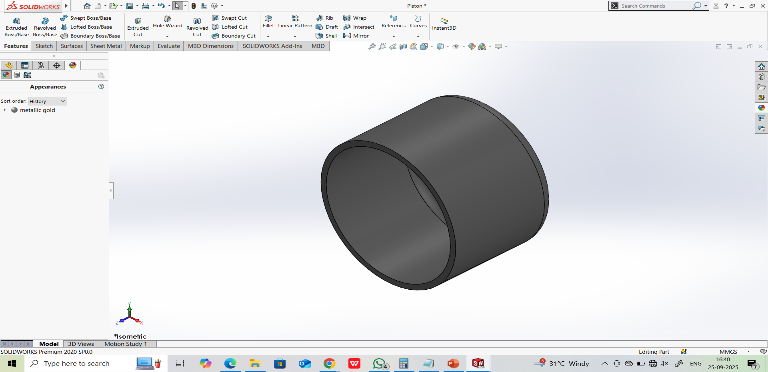 SOLIDWORKS
Piston *
Search Commands
Extruded Boss/Base
Revolved Boss/Base
Swept Boss/Base
Lofted Boss/Base
Boundary Boss/Base
Extruded Cut
Hole Wizard
Revolved Cut
Swept Cut
Lofted Cut
Boundary Cut
Fillet
Linear Pattern
Rib
Draft
Shell
Wrap
Intersect
Mirror
Curves
Instant3D
Features
Sketch
Surfaces
Sheet Metal
Markup
Evaluate
MBD Dimensions
SOLIDWORKS Add-Ins
MBD
Appearances
Sort order: History
metallic gold
*Isometric
Model
3D Views
Motion Study 1
SOLIDWORKS Premium 2020 SP0.0
Editing Part
MMGS
Type here to search
31°C Windy
ENG
16:40
25-09-2025